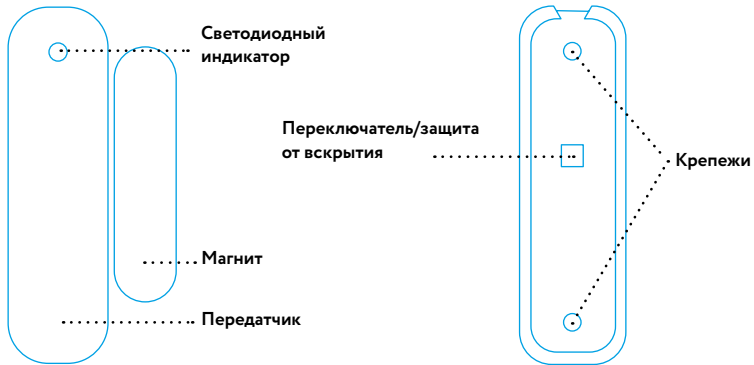 Светодиодный
индикатор
Переключатель/защита
от вскрытия
Крепежи
Магнит
Передатчик